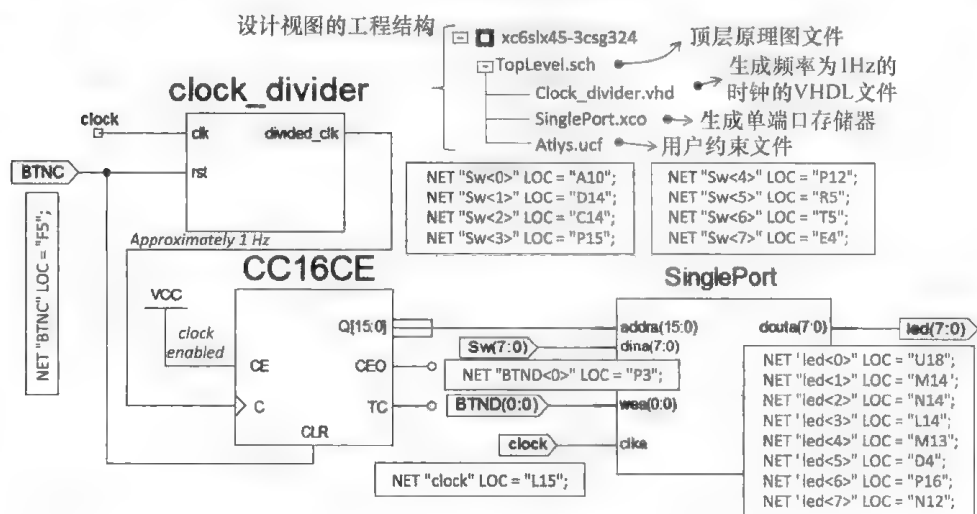 设计视图的工程结构
xc6slx45-3csg324
顶层原理图文件
TopLevel.sch
生成频率为1Hz的
时钟的VHDL文件
Clock_divider.vhd
SinglePort.xco
生成单端口存储器
Atlys.ucf
用户约束文件
clock_divider
clock
clk
divided_clk
BTNC
rst
NET "BTNC" LOC = "F5";
Approximately 1 Hz
NET "Sw<0>" LOC = "A10";
NET "Sw<1>" LOC = "D14";
NET "Sw<2>" LOC = "C14";
NET "Sw<3>" LOC = "P15";
NET "Sw<4>" LOC = "P12";
NET "Sw<5>" LOC = "R5";
NET "Sw<6>" LOC = "T5";
NET "Sw<7>" LOC = "E4";
CC16CE
VCC
clock
enabled
Q[15:0]
CE
CEO
C
TC
CLR
SinglePort
addra(15:0)
douta(7:0)
led(7:0)
Sw(7:0)
dina(7:0)
NET "BTND<0>" LOC = "P3";
BTND(0:0)
wea(0:0)
clock
clka
NET "clock" LOC = "L15";
NET "led<0>" LOC = "U18";
NET "led<1>" LOC = "M14";
NET "led<2>" LOC = "N14";
NET "led<3>" LOC = "L14";
NET "led<4>" LOC = "M13";
NET "led<5>" LOC = "D4";
NET "led<6>" LOC = "P16";
NET "led<7>" LOC = "N12";